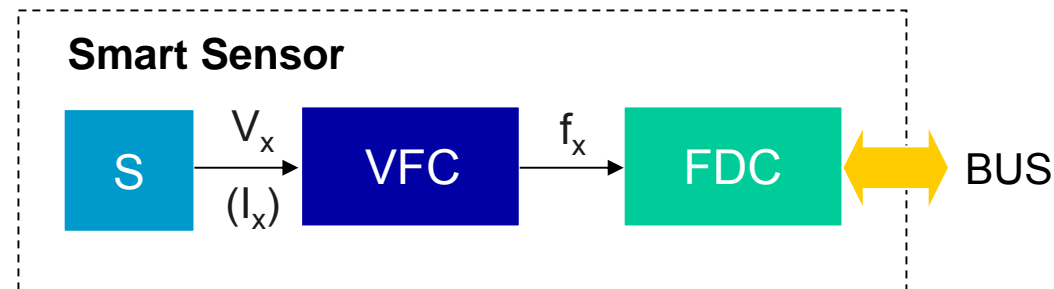 Smart Sensor
S
Vx
(Ix)
VFC
fx
FDC
BUS